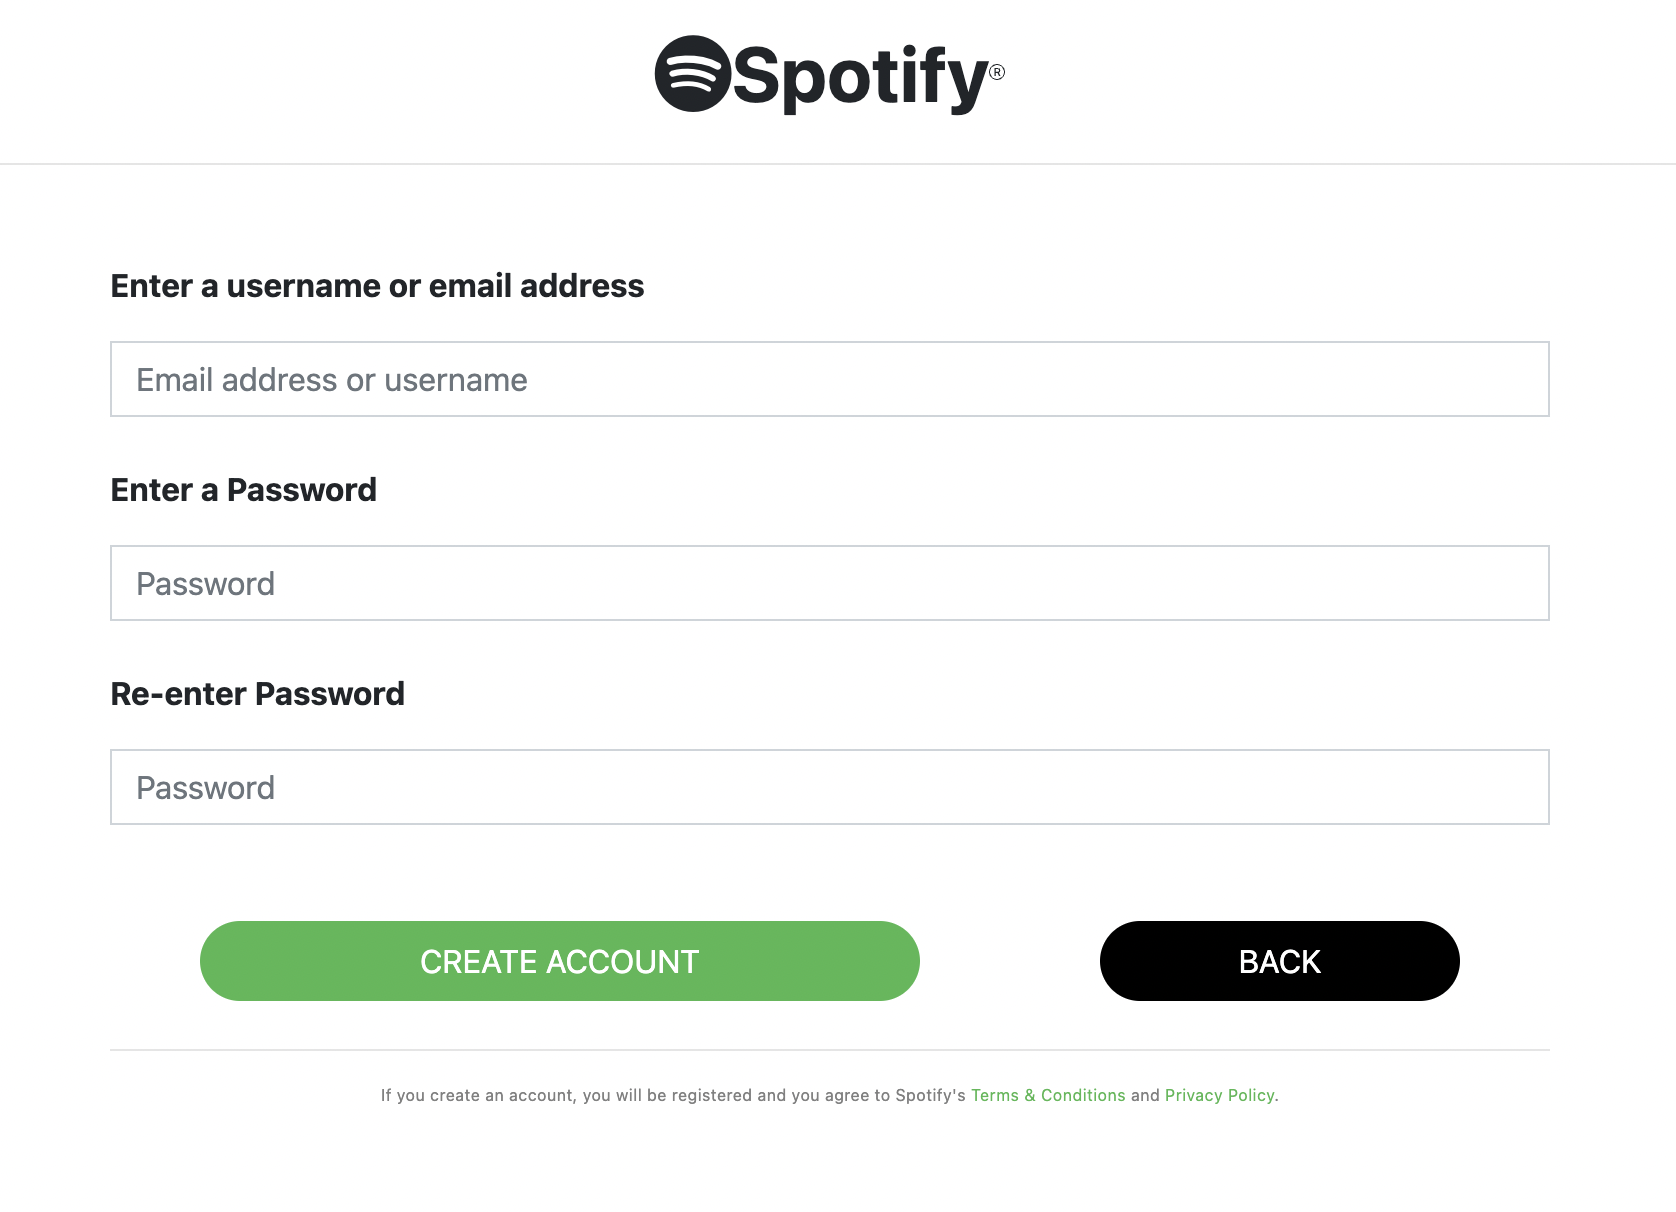 Spotify®
Enter a username or email address
Email address or username
Enter a Password
Password
Re-enter Password
Password
CREATE ACCOUNT
BACK
If you create an account, you will be registered and you agree to Spotify's Terms & Conditions and Privacy Policy.